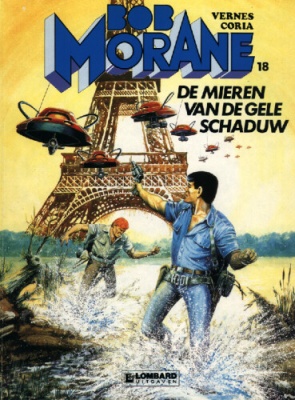 BOB
MORANE
VERNES
CORIA
18
DE MIEREN
VAN DE GELE
SCHADUW
LOMBARD
UITGAVEN